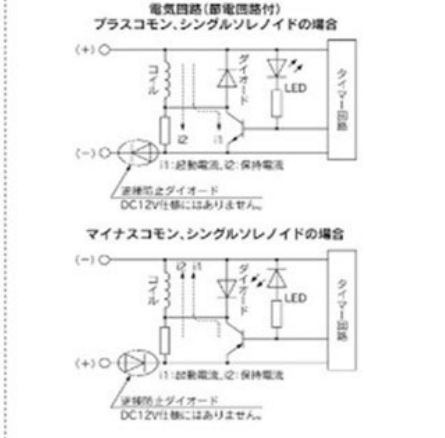 電気回路(節電回路付)
プラスコモン、シングルソレノイドの場合
(+)
コイル
ダイオード
LED
タイマー回路
i2
i1
(-)
i1:起動電流、i2:保持電流
逆接防止ダイオード
DC12V仕様にはありません。
マイナスコモン、シングルソレノイドの場合
(-)
i2 i1
コイル
ダイオード
LED
タイマー回路
(+)
i1:起動電流、i2:保持電流
逆接防止ダイオード
DC12V仕様にはありません。